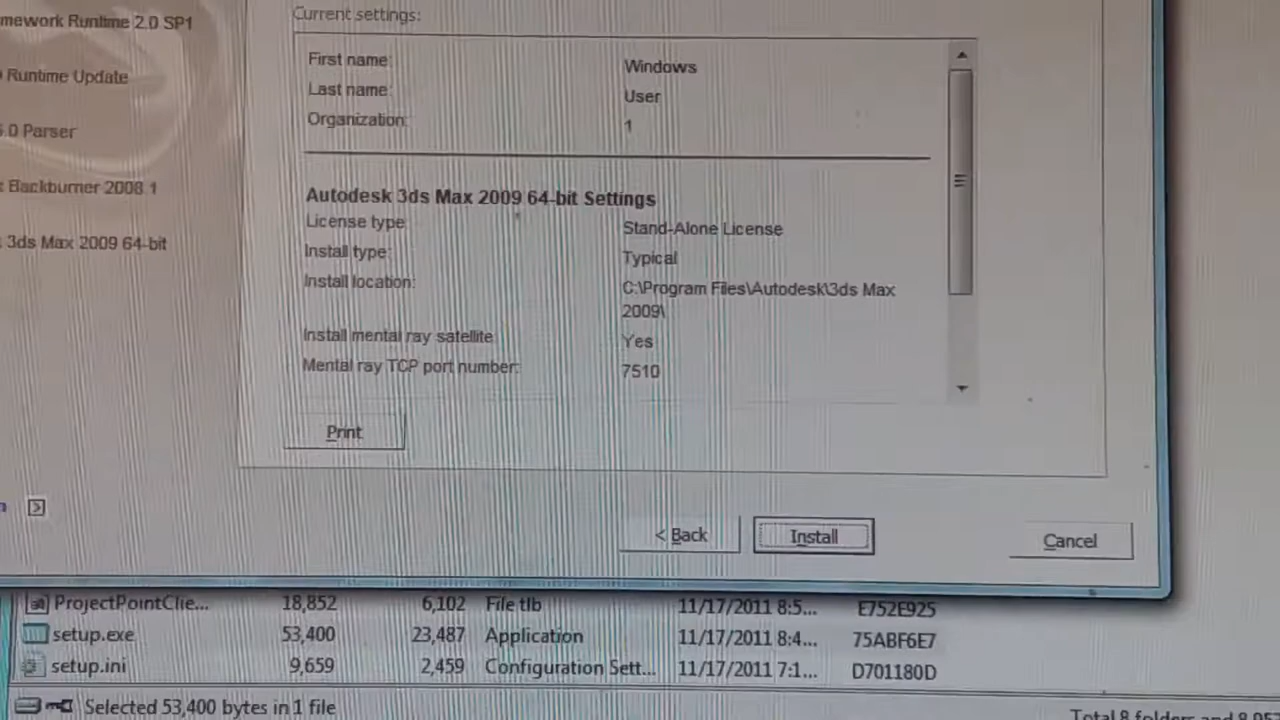 mework Runtime 2.0 SP1
Runtime Update
6.0 Parser
Backburner 2008.1
3ds Max 2009 64-bit
Current settings:
First name: Windows
Last name: User
Organization: 1
Autodesk 3ds Max 2009 64-bit Settings
License type: Stand-Alone License
Install type: Typical
Install location: C:\Program Files\Autodesk\3ds Max
2009\
Install mental ray satellite: Yes
Mental ray TCP port number: 7510
Print
< Back Install Cancel
ProjectPointClie... 18,852 6,102 File tlb 11/17/2011 8:5... E752E925
setup.exe 53,400 23,487 Application 11/17/2011 8:4... 75ABF6E7
setup.ini 9,659 2,459 Configuration Sett... 11/17/2011 7:1... D701180D
Selected 53,400 bytes in 1 file
Total 8 folders and